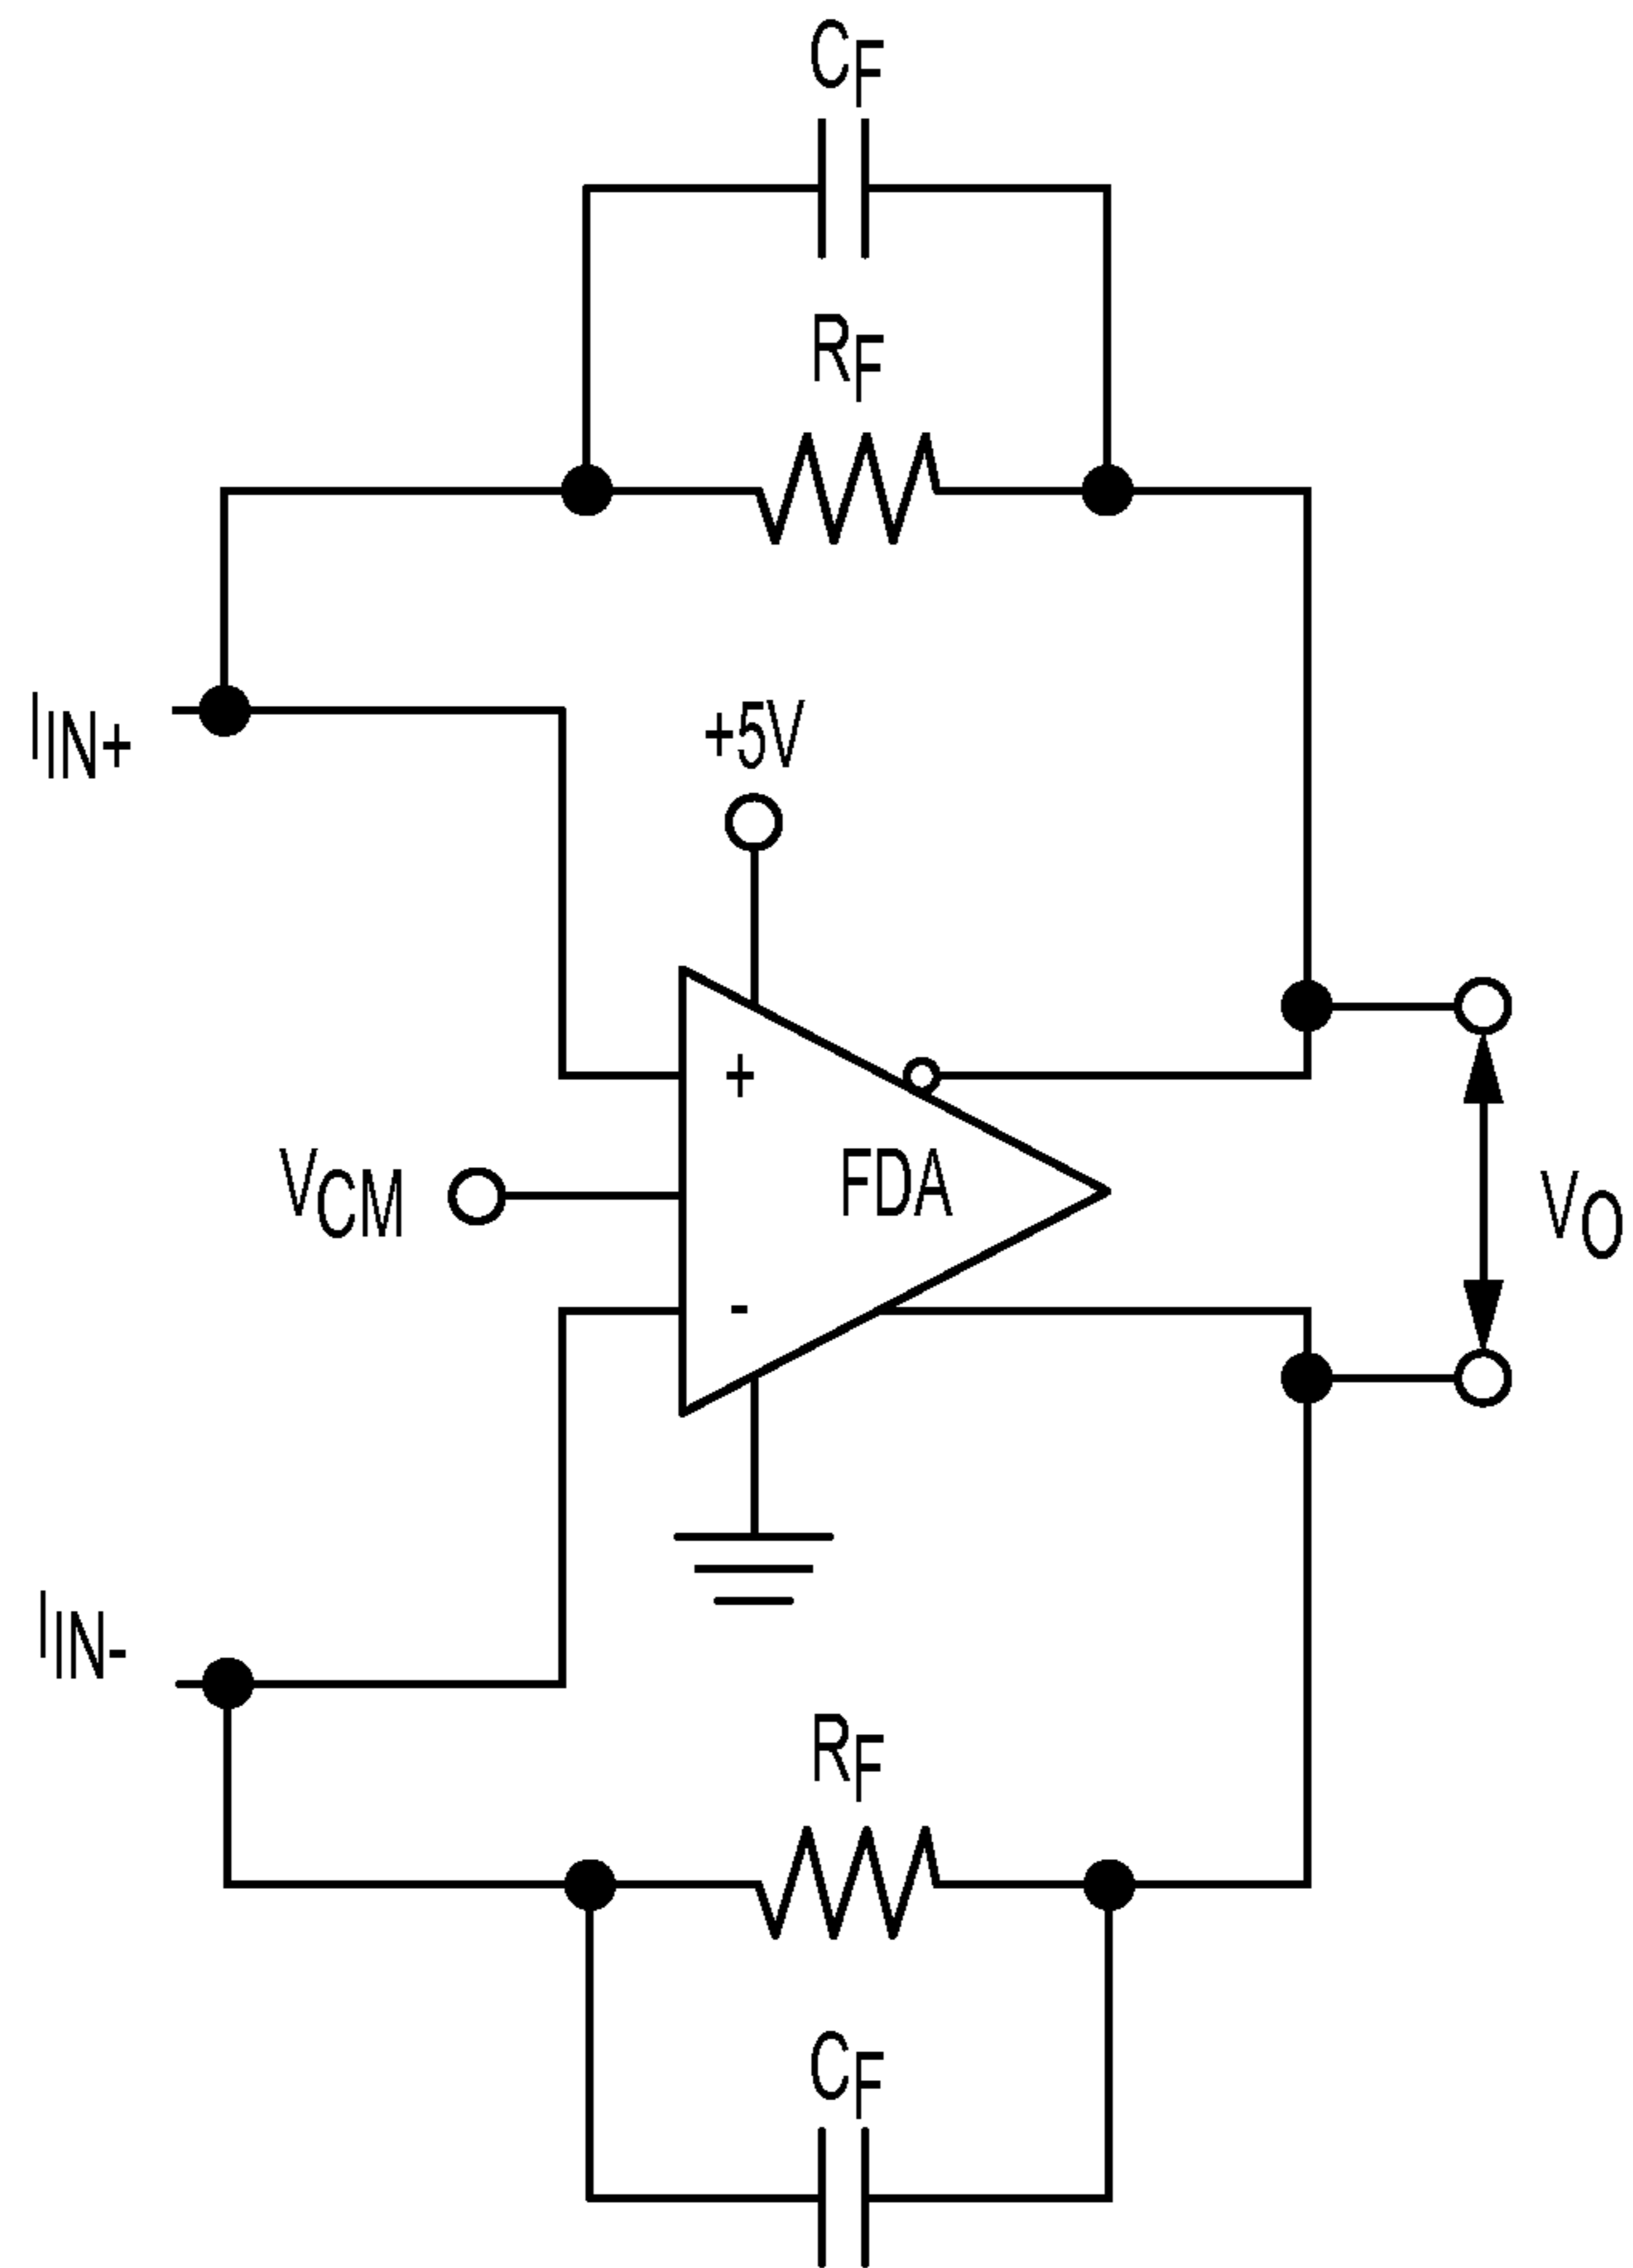 CF
RF
IIN+
+5V
+
VCM
FDA
VO
-
IIN-
RF
CF